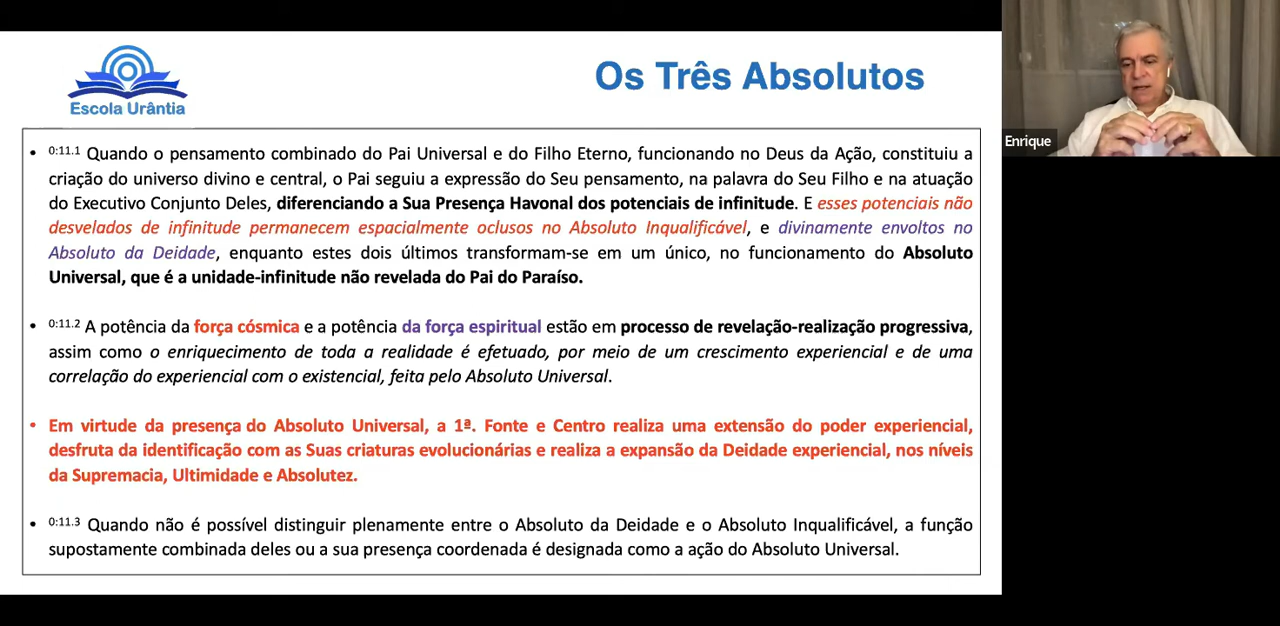 Escola Urântia
Os Três Absolutos
Enrique
• 0:11.1 Quando o pensamento combinado do Pai Universal e do Filho Eterno, funcionando no Deus da Ação, constituiu a
criação do universo divino e central, o Pai seguiu a expressão do Seu pensamento, na palavra do Seu Filho e na atuação
do Executivo Conjunto Deles, diferenciando a Sua Presença Havonal dos potenciais de infinitude. E esses potenciais não
desvelados de infinitude permanecem espacialmente oclusos no Absoluto Inqualificável, e divinamente envoltos no
Absoluto da Deidade, enquanto estes dois últimos transformam-se em um único, no funcionamento do Absoluto
Universal, que é a unidade-infinitude não revelada do Pai do Paraíso.
• 0:11.2 A potência da força cósmica e a potência da força espiritual estão em processo de revelação-realização progressiva,
assim como o enriquecimento de toda a realidade é efetuado, por meio de um crescimento experiencial e de uma
correlação do experiencial com o existencial, feita pelo Absoluto Universal.
• Em virtude da presença do Absoluto Universal, a 1ª. Fonte e Centro realiza uma extensão do poder experiencial,
desfruta da identificação com as Suas criaturas evolucionárias e realiza a expansão da Deidade experiencial, nos níveis
da Supremacia, Ultimidade e Absolutez.
• 0:11.3 Quando não é possível distinguir plenamente entre o Absoluto da Deidade e o Absoluto Inqualificável, a função
supostamente combinada deles ou a sua presença coordenada é designada como a ação do Absoluto Universal.